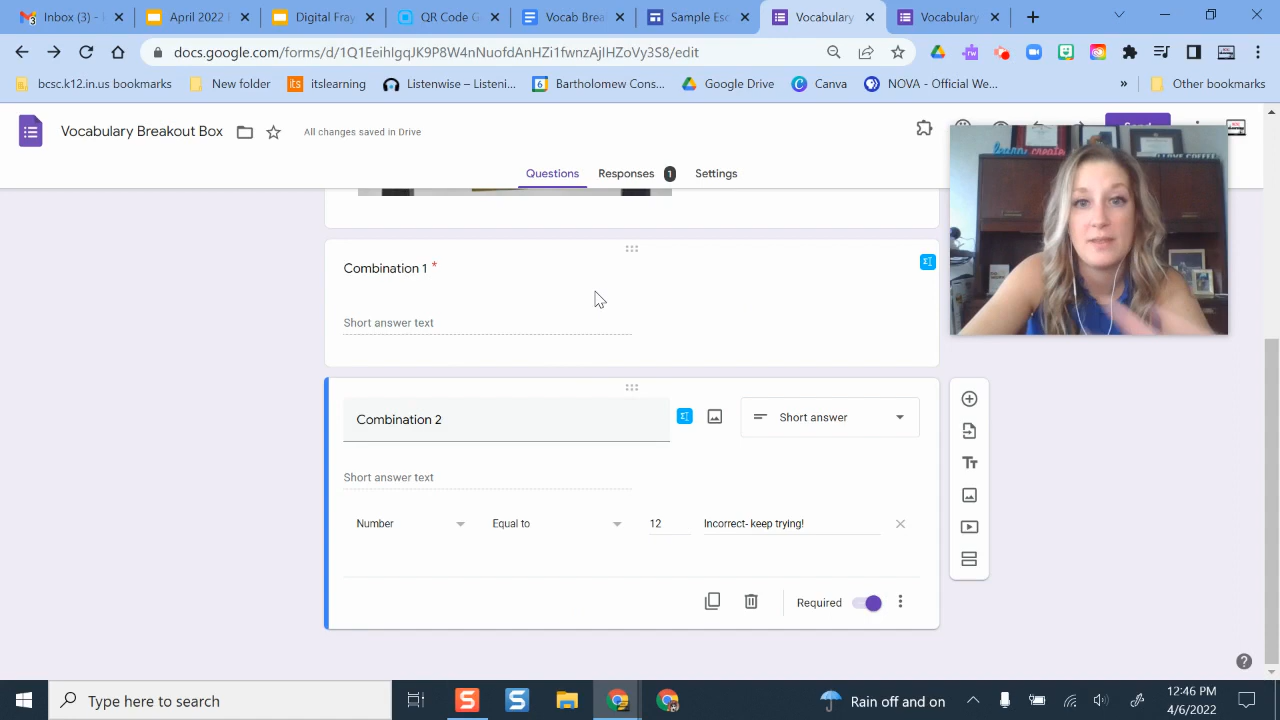 Inbox (3) - 
April 2022 
Digital Fray
QR Code G
Vocab Brea
Sample Esc
Vocabulary
Vocabulary
docs.google.com/forms/d/1Q1EeihIqqJK9P8W4nNuofdAnHZi1fwnzAjIHZoVy3S8/edit
bcsc.k12.in.us bookmarks
New folder
itslearning
Listenwise – Listeni...
Bartholomew Cons...
Google Drive
Canva
NOVA - Official We...
» Other bookmarks
Vocabulary Breakout Box
All changes saved in Drive
Questions
Responses 1
Settings
Combination 1 *
Short answer text
Combination 2
Short answer
Short answer text
Number
Equal to
12
Incorrect- keep trying!
Required
Type here to search
Rain off and on
12:46 PM
4/6/2022